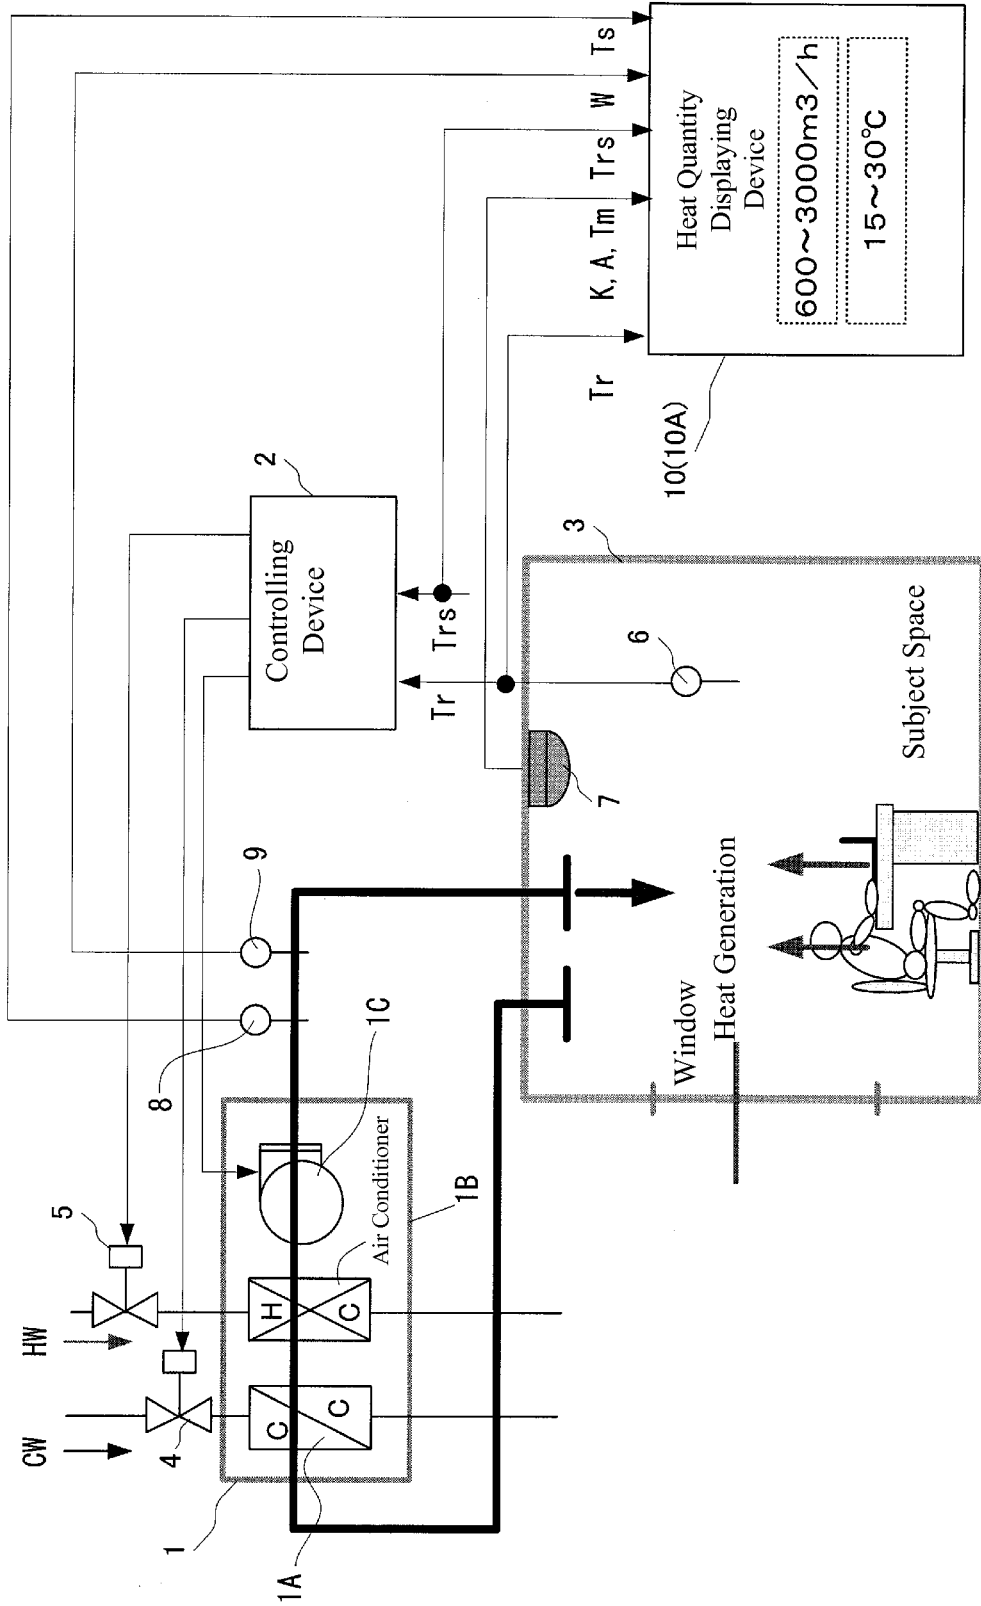 HW
CW
5
4
1
1A
H
C
C
C
Air Conditioner
1B
1C
8
9
Controlling
Device
2
Tr
Trs
3
6
7
Window
Heat Generation
Subject Space
Ts
W
Trs
K, A, Tm
Tr
10(10A)
Heat Quantity
Displaying
Device
600～3000m3/h
15～30℃